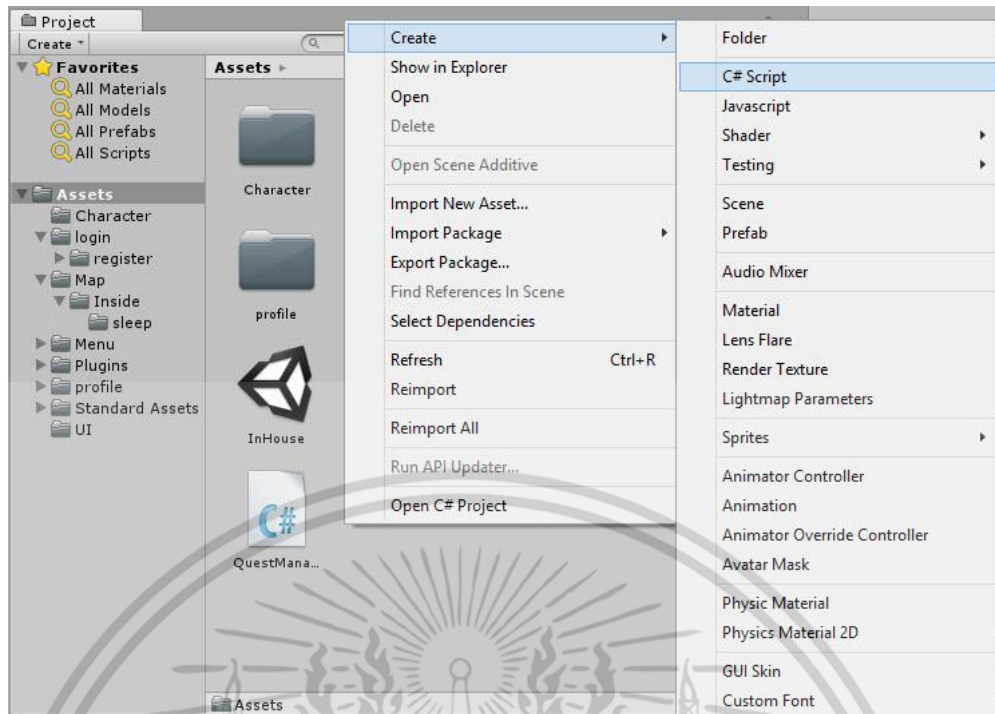 Project
Create
Favorites
All Materials
All Models
All Prefabs
All Scripts
Assets
Character
login
register
Map
Inside
sleep
Menu
Plugins
profile
Standard Assets
UI
Assets
Character
profile
InHouse
C#
QuestMana...
Assets
Create
Show in Explorer
Open
Delete
Open Scene Additive
Import New Asset...
Import Package
Export Package...
Find References In Scene
Select Dependencies
Refresh Ctrl+R
Reimport
Reimport All
Run API Updater...
Open C# Project
Folder
C# Script
Javascript
Shader
Testing
Scene
Prefab
Audio Mixer
Material
Lens Flare
Render Texture
Lightmap Parameters
Sprites
Animator Controller
Animation
Animator Override Controller
Avatar Mask
Physic Material
Physics Material 2D
GUI Skin
Custom Font